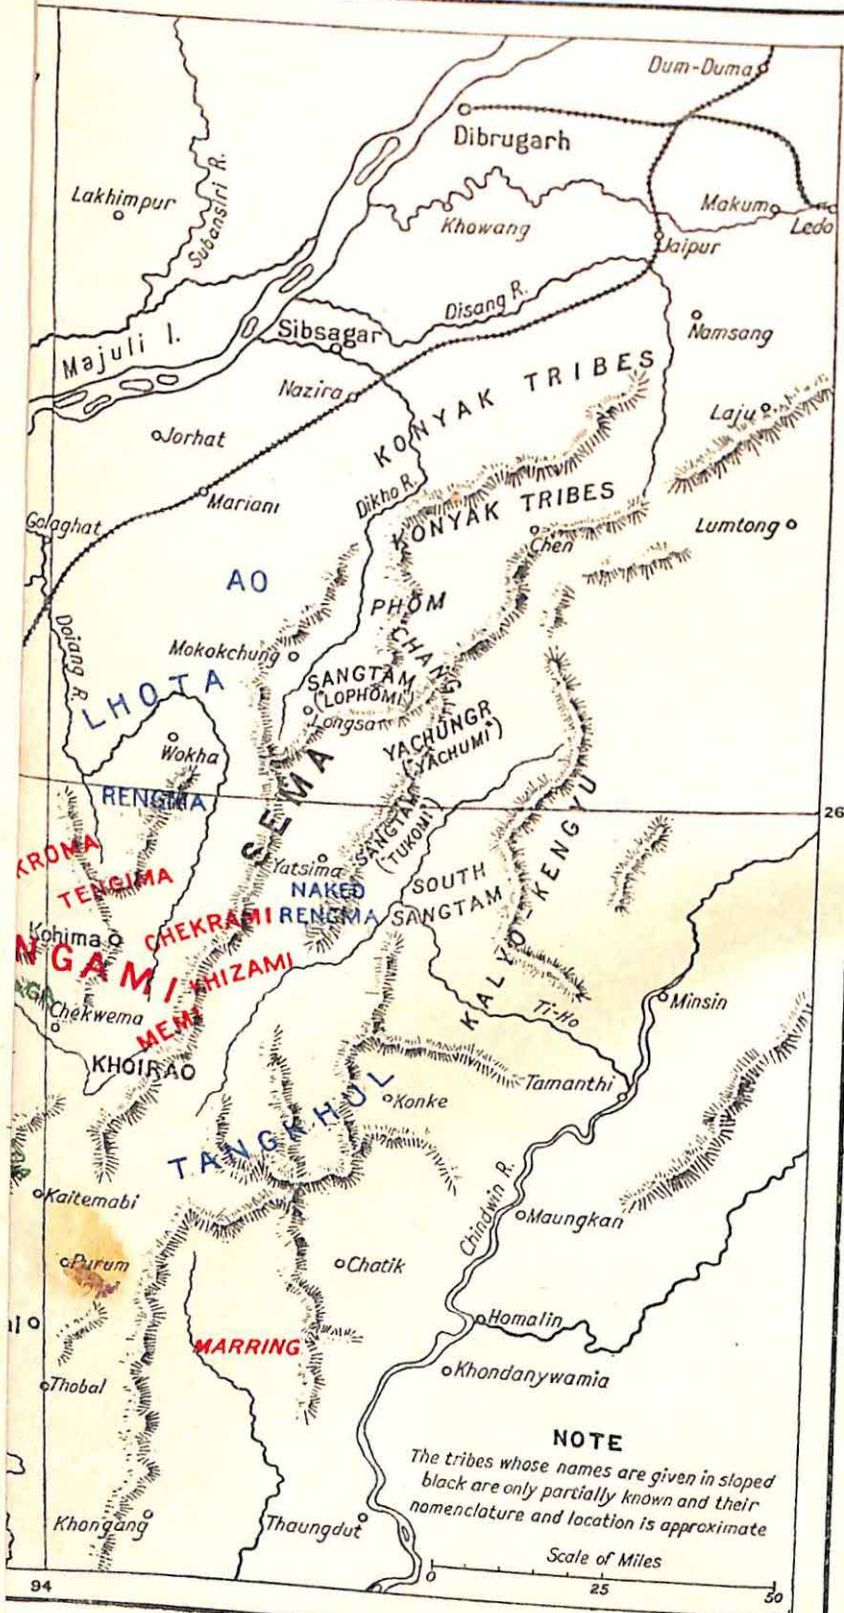 Dum-Duma
Dibrugarh
Lakhimpur
Subansiri R.
Khowang
Makum
Ledo
Jaipur
Disang R.
Sibsagar
Majuli I.
Namsang
Nazira
KONYAK TRIBES
Laju
Jorhat
Dikho R.
Mariani
KONYAK TRIBES
Golaghat
Chen
Lumtong
AO
PHOM
Doiang R.
CHANG
Mokokchung
SANGTAM
("LOPHOMI")
LHOTA
Longsa
YACHUNGR
("YACHUMI")
Wokha
SEMA
RENGMA
26
SANGTAM
(TUKOMI)
KALYO-KENGYU
KROMA
TENGIMA
Yatsima
NAKED
RENGMA
SOUTH
SANGTAM
Kohima
CHEKRAMI
NGAMI
KHIZAMI
Chekwema
MEMI
Ti-Ho
Minsin
KHOIRAO
Tamanthi
TANGKHUL
Konke
Kaitemabi
Chindwin R.
Maungkan
Purum
Chatik
Homalin
MARRING
Khondanywamia
Thobal
NOTE
The tribes whose names are given in sloped
black are only partially known and their
nomenclature and location is approximate
Khongang
Thaungdut
Scale of Miles
0 25 50
94